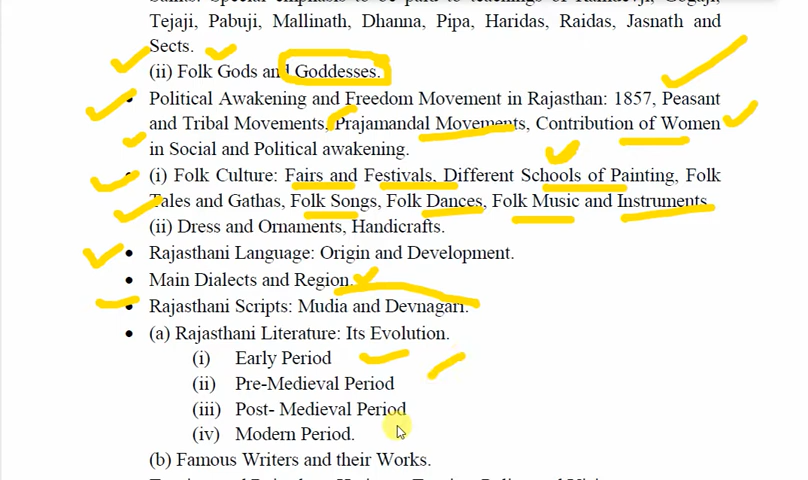 Saints: Special emphasis to be paid to teachings of Ramdevji, Gogaji,
Tejaji, Pabuji, Mallinath, Dhanna, Pipa, Haridas, Raidas, Jasnath and
Sects.
(ii) Folk Gods and Goddesses.
• Political Awakening and Freedom Movement in Rajasthan: 1857, Peasant
and Tribal Movements, Prajamandal Movements, Contribution of Women
in Social and Political awakening.
• (i) Folk Culture: Fairs and Festivals, Different Schools of Painting, Folk
Tales and Gathas, Folk Songs, Folk Dances, Folk Music and Instruments.
(ii) Dress and Ornaments, Handicrafts.
• Rajasthani Language: Origin and Development.
• Main Dialects and Region.
• Rajasthani Scripts: Mudia and Devnagari.
• (a) Rajasthani Literature: Its Evolution.
(i) Early Period
(ii) Pre-Medieval Period
(iii) Post- Medieval Period
(iv) Modern Period.
(b) Famous Writers and their Works.